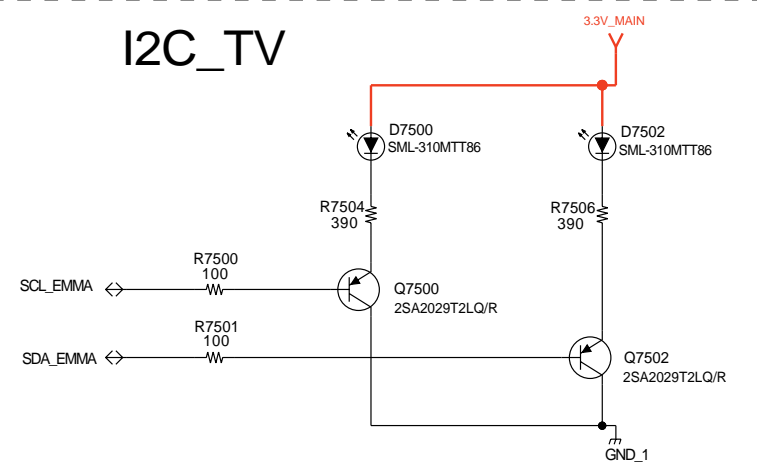 3.3V_MAIN
I2C_TV
D7500
SML-310MTT86
D7502
SML-310MTT86
R7504
390
R7506
390
R7500
100
SCL_EMMA
Q7500
2SA2029T2LQ/R
R7501
100
SDA_EMMA
Q7502
2SA2029T2LQ/R
GND_1